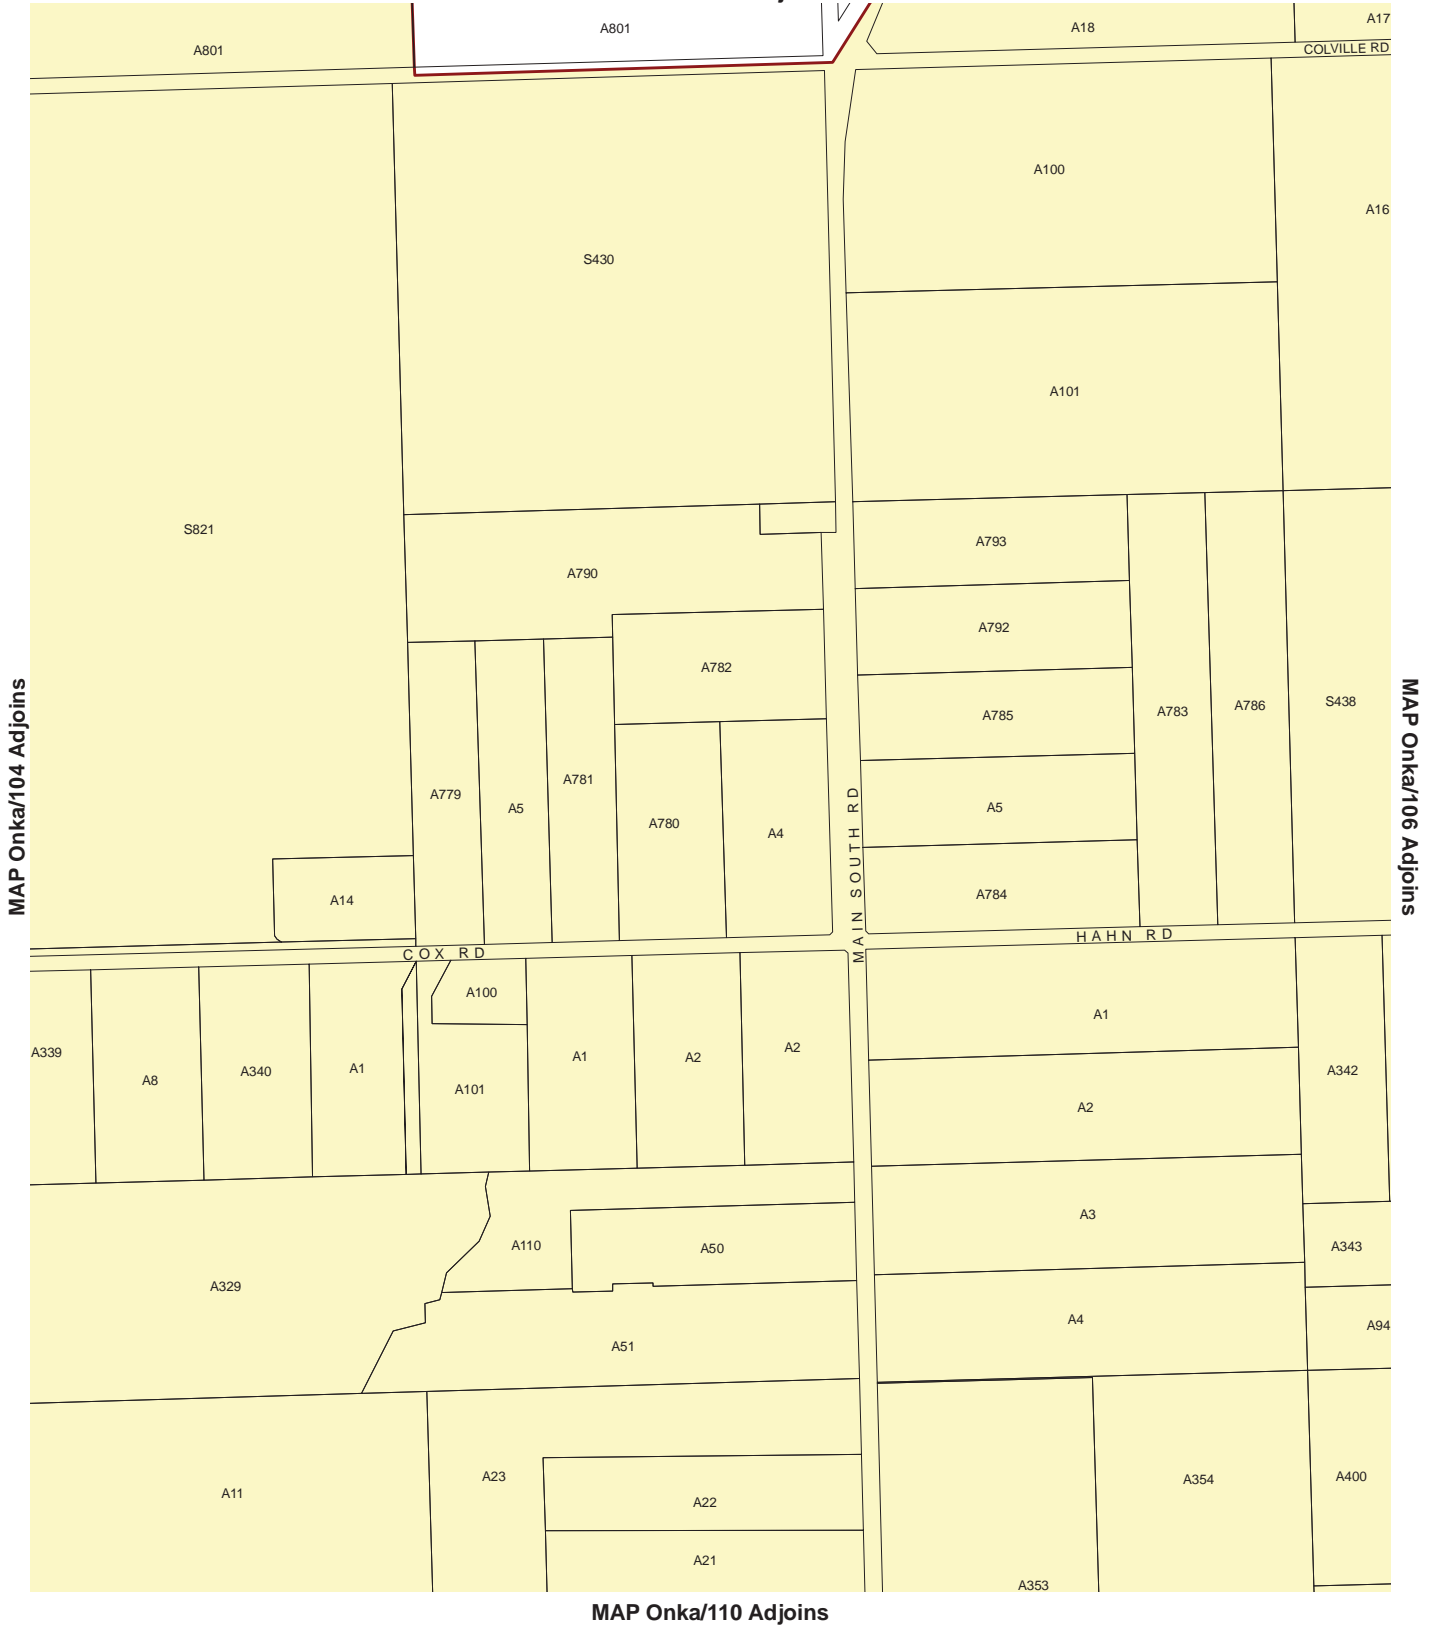 A801
A801
A18
A17
COLVILLE RD
A100
A16
S430
A101
S821
A793
A790
A792
A782
A785
A783
A786
S438
A779
A5
A781
A780
A4
A5
A14
A784
MAIN SOUTH RD
HAHN RD
COX RD
A100
A1
A339
A8
A340
A1
A101
A1
A2
A2
A342
A2
A3
A110
A50
A343
A329
A51
A4
A94
A11
A23
A22
A354
A400
A21
A353
MAP Onka/104 Adjoins
MAP Onka/106 Adjoins
MAP Onka/110 Adjoins